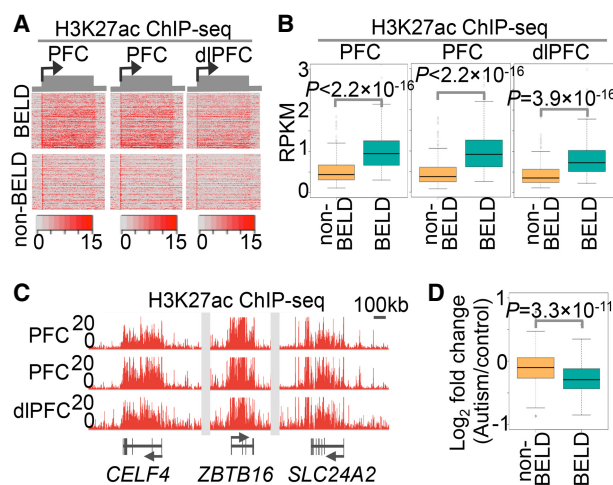 A
H3K27ac ChIP-seq
PFC PFC dlPFC
BELD
non-BELD
0 15 0 15 0 15
B
H3K27ac ChIP-seq
PFC PFC dlPFC
RPKM
3
2
1
0
P<2.2×10-16
P<2.2×10-16
P=3.9×10-16
non-BELD
BELD
non-BELD
BELD
non-BELD
BELD
C
H3K27ac ChIP-seq
100kb
PFC 20
0
PFC 20
0
dlPFC 20
0
CELF4 ZBTB16 SLC24A2
D
Log2 fold change
(Autism/control)
1
0
-1
P=3.3×10-11
non-BELD
BELD